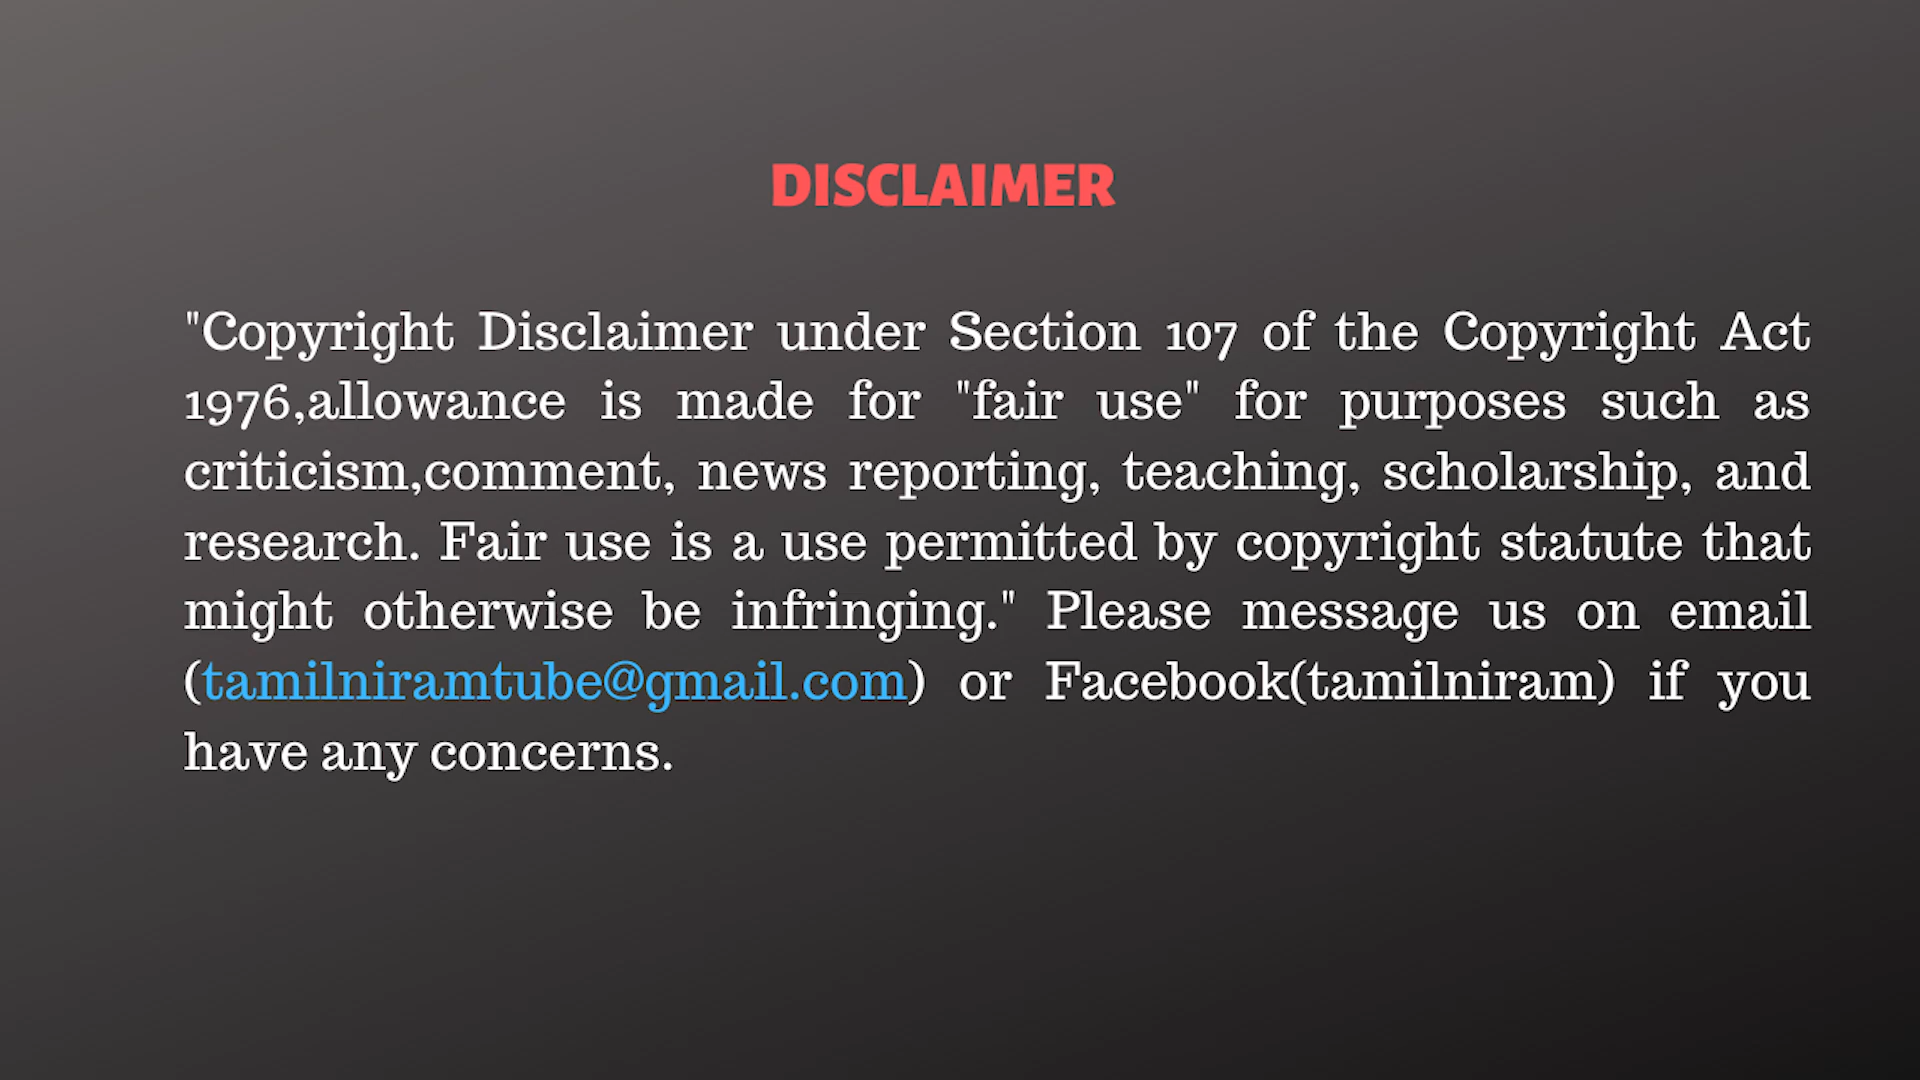 DISCLAIMER
"Copyright Disclaimer under Section 107 of the Copyright Act
1976,allowance is made for "fair use" for purposes such as
criticism,comment, news reporting, teaching, scholarship, and
research. Fair use is a use permitted by copyright statute that
might otherwise be infringing." Please message us on email
(tamilniramtube@gmail.com) or Facebook(tamilniram) if you
have any concerns.